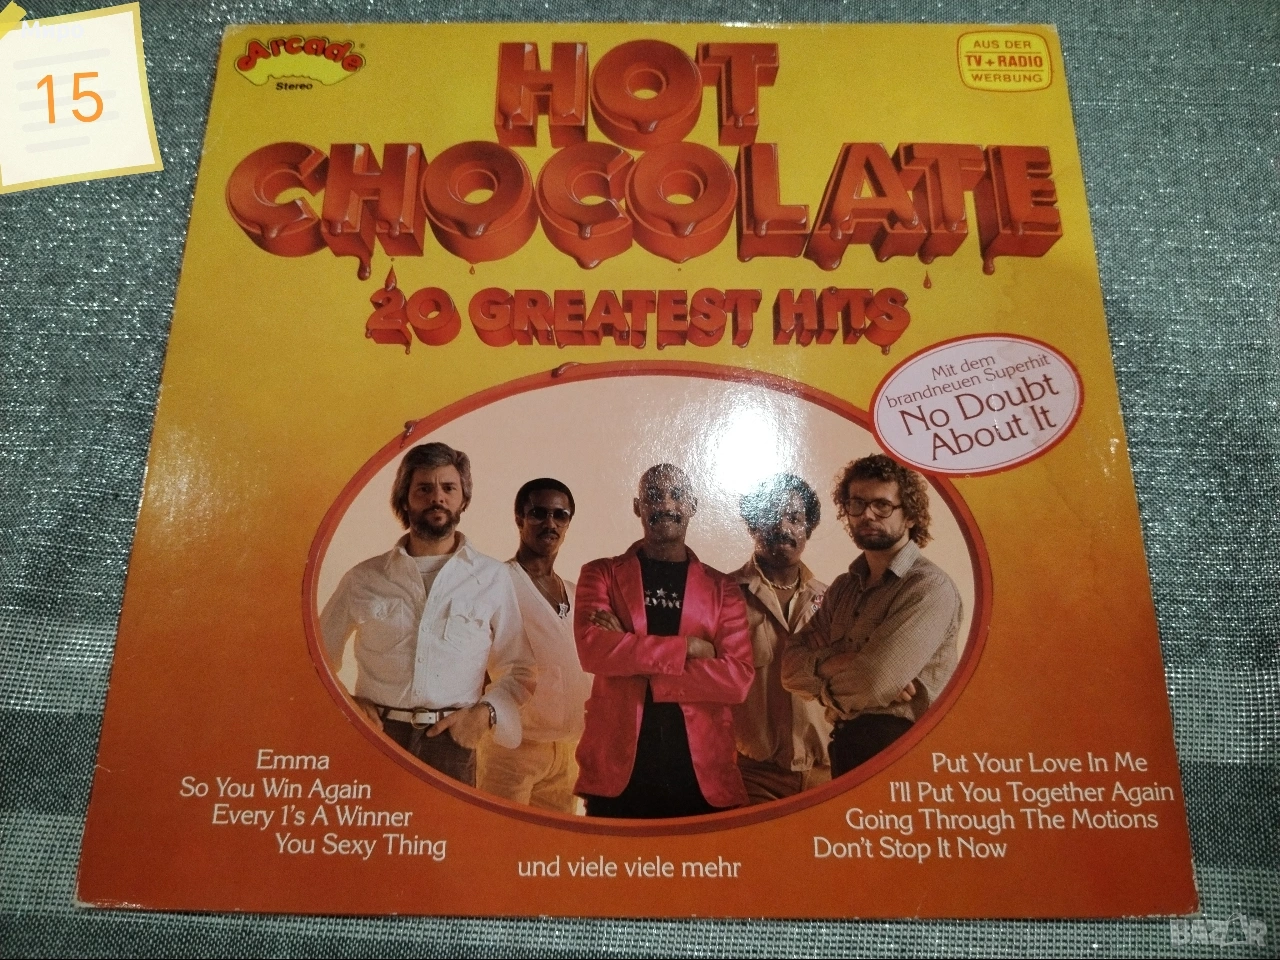 15
Arcade
Stereo
HOT
CHOCOLATE
20 GREATEST HITS
AUS DER
TV + RADIO
WERBUNG
Mit dem
brandneuen Superhit
No Doubt
About It
Emma
So You Win Again
Every 1's A Winner
You Sexy Thing
und viele viele mehr
Put Your Love In Me
I'll Put You Together Again
Going Through The Motions
Don't Stop It Now
BAZAR